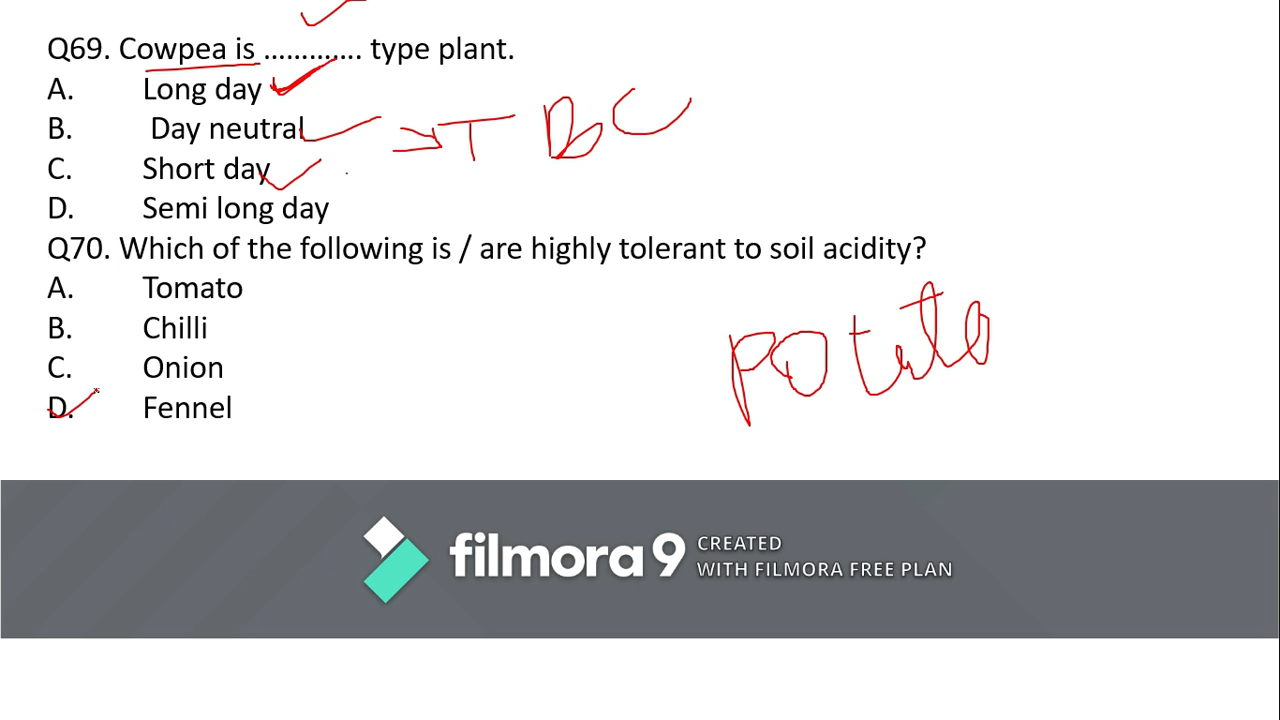 Q69. Cowpea is ............. type plant.
A. Long day
B. Day neutral
→ T B C
C. Short day
D. Semi long day
Q70. Which of the following is / are highly tolerant to soil acidity?
A. Tomato
B. Chilli
potato
C. Onion
D. Fennel
filmora 9 CREATED
WITH FILMORA FREE PLAN